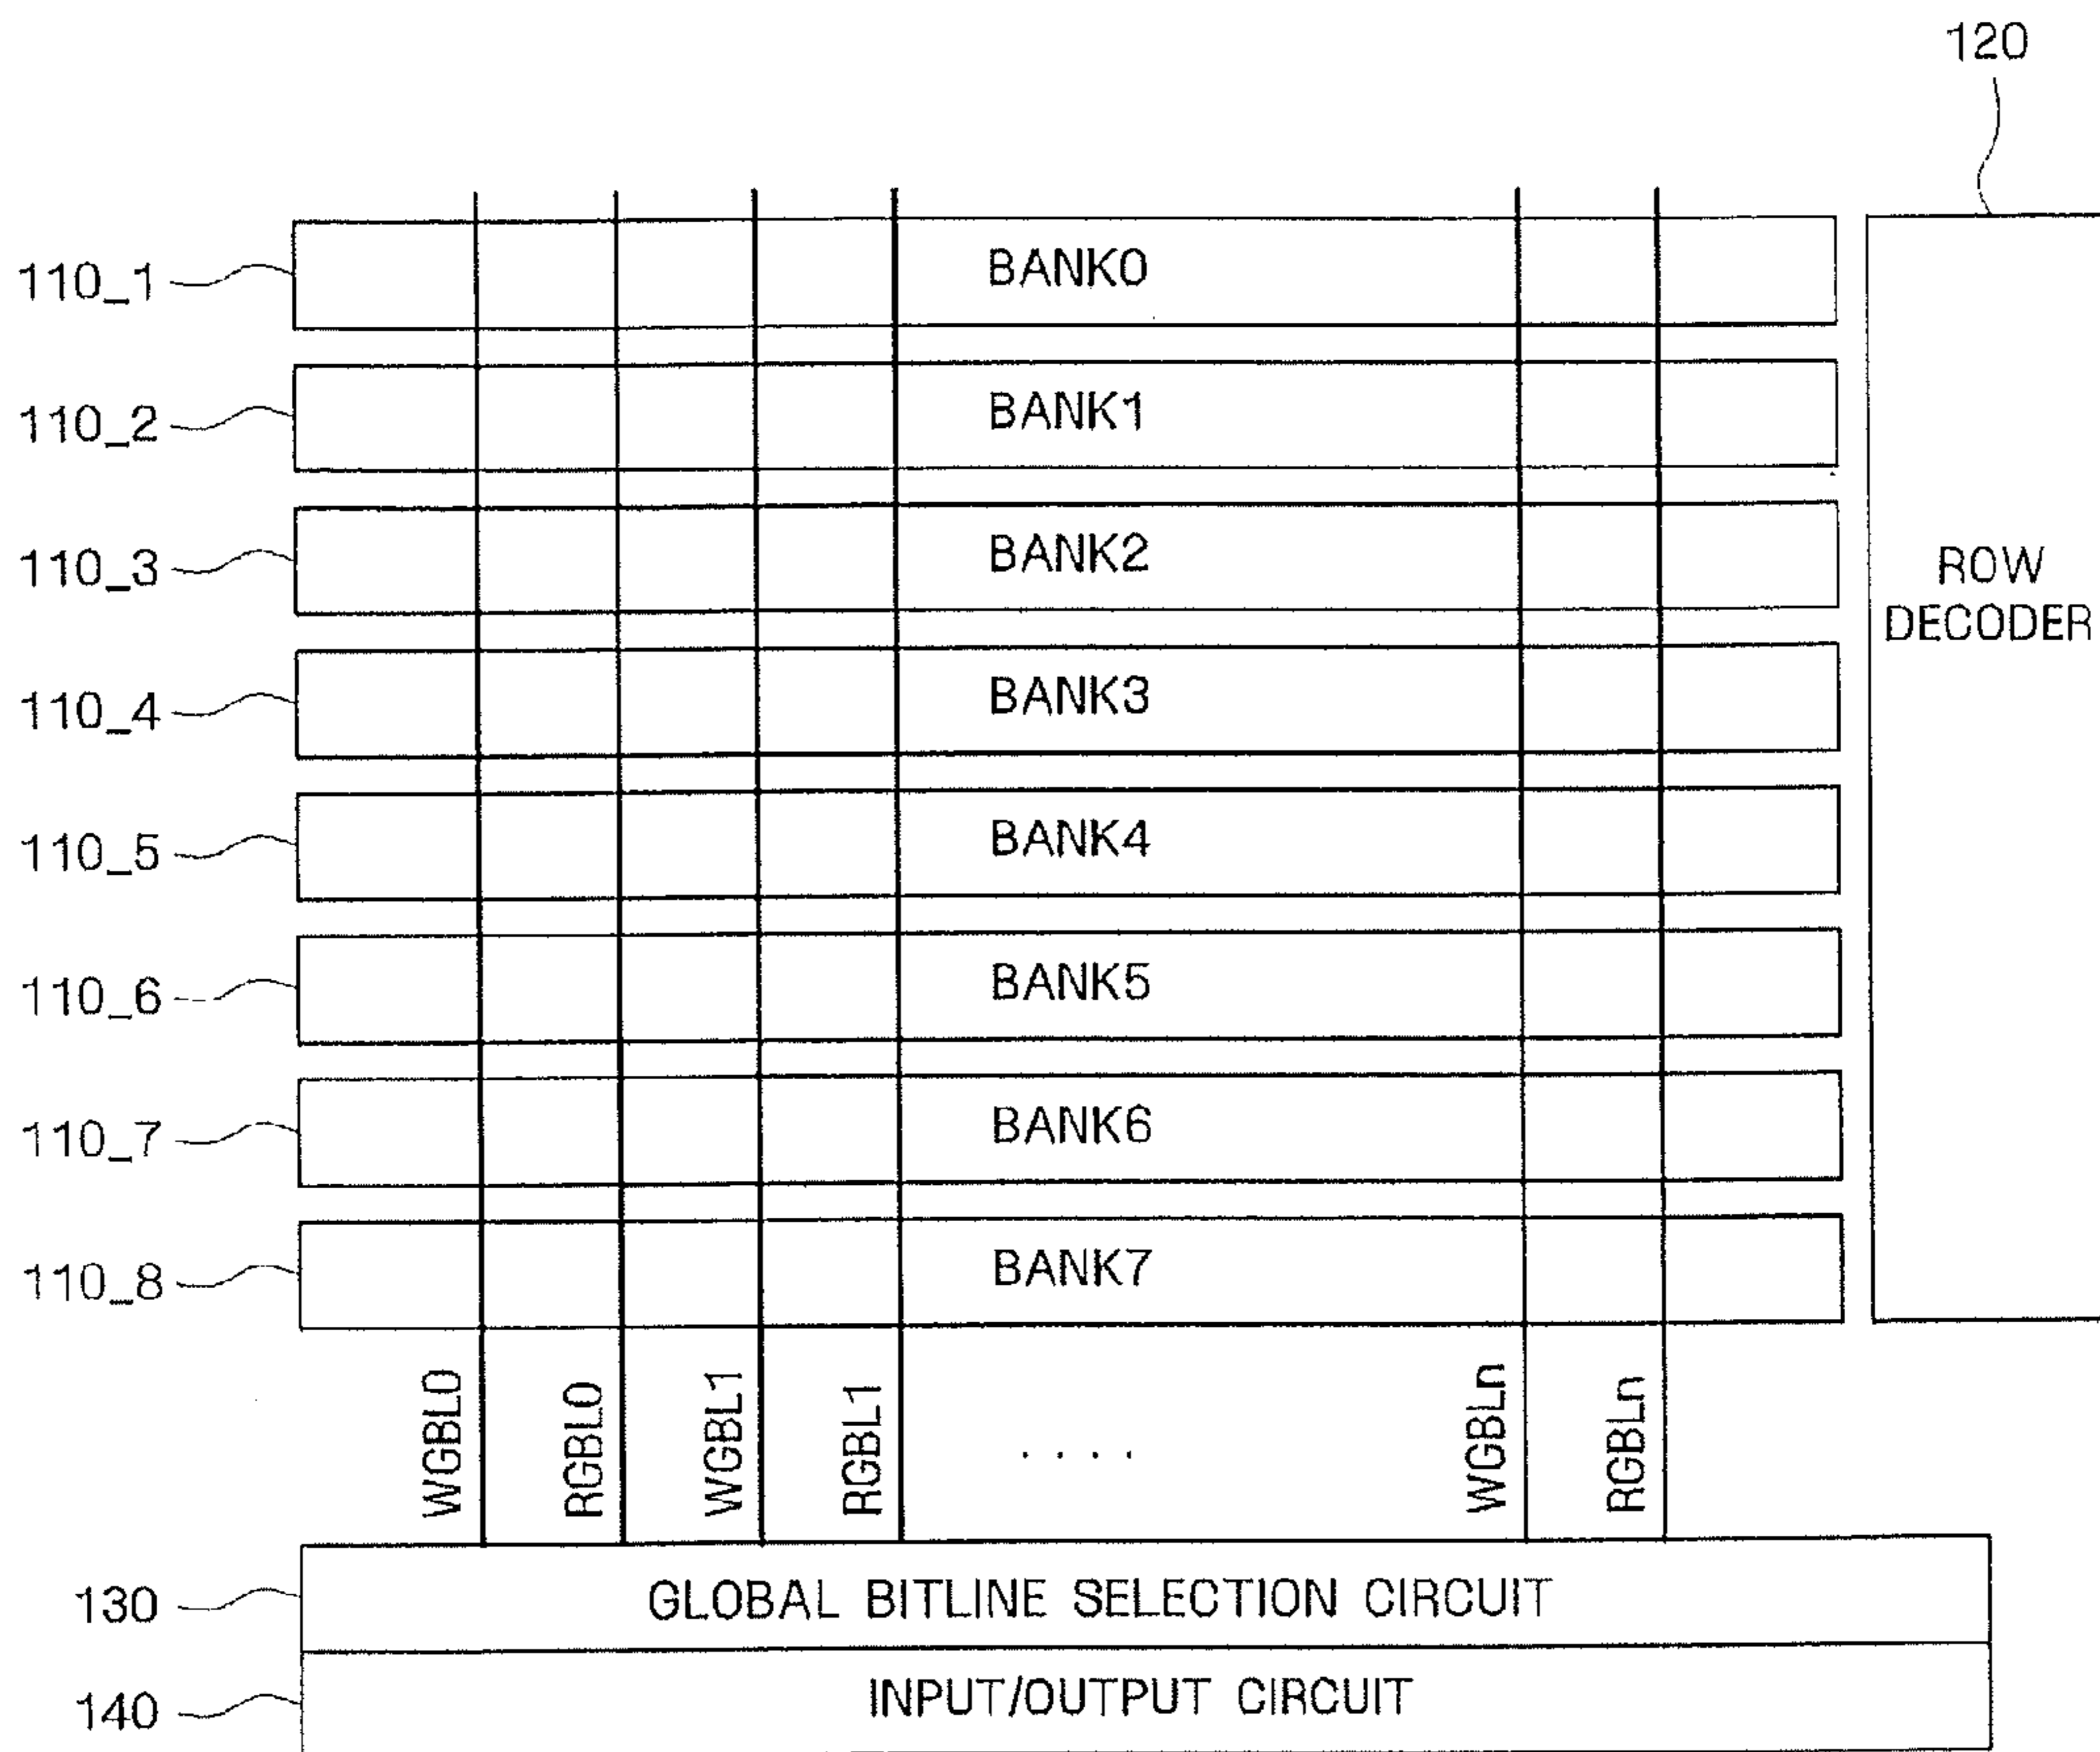 120
110_1
BANK0
110_2
BANK1
110_3
BANK2
ROW
DECODER
110_4
BANK3
110_5
BANK4
110_6
BANK5
110_7
BANK6
110_8
BANK7
WGBL0
RGBL0
WGBL1
RGBL1
. . . .
WGBLn
RGBLn
130
GLOBAL BITLINE SELECTION CIRCUIT
140
INPUT/OUTPUT CIRCUIT